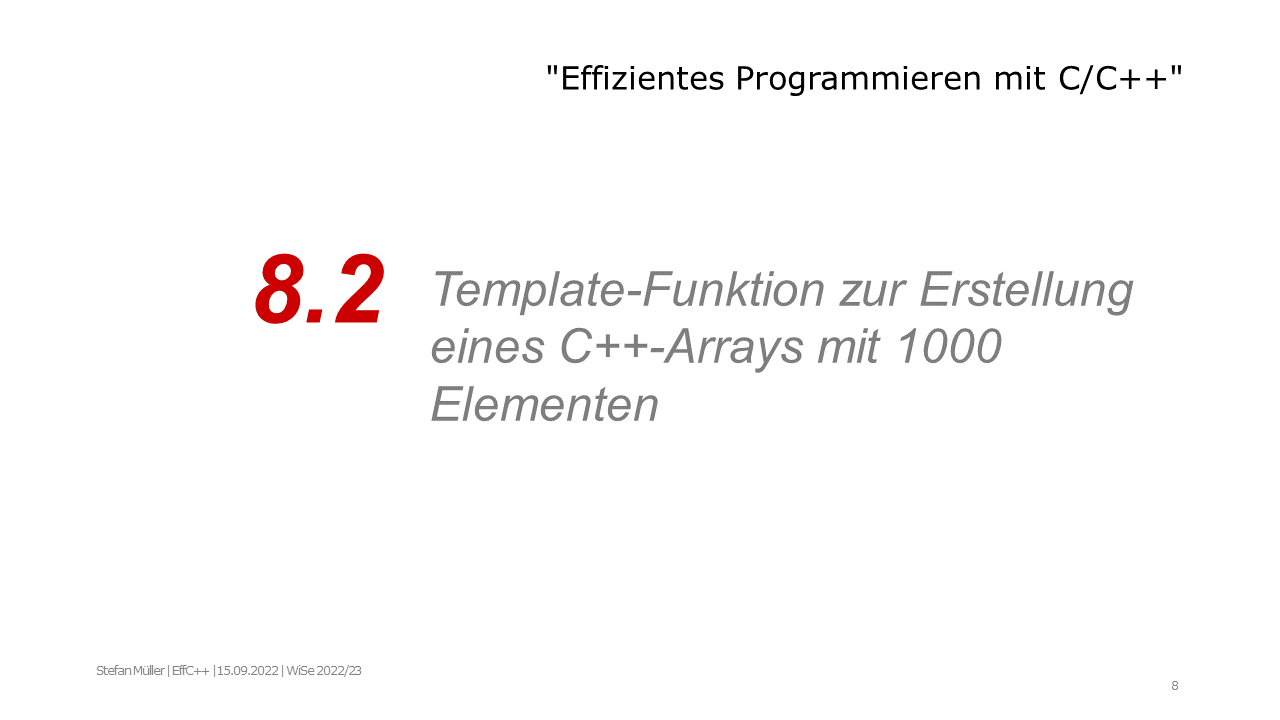 "Effizientes Programmieren mit C/C++"
8.2
Template-Funktion zur Erstellung
eines C++-Arrays mit 1000
Elementen
Stefan Müller | EffC++ |15.09.2022 | WiSe 2022/23
8